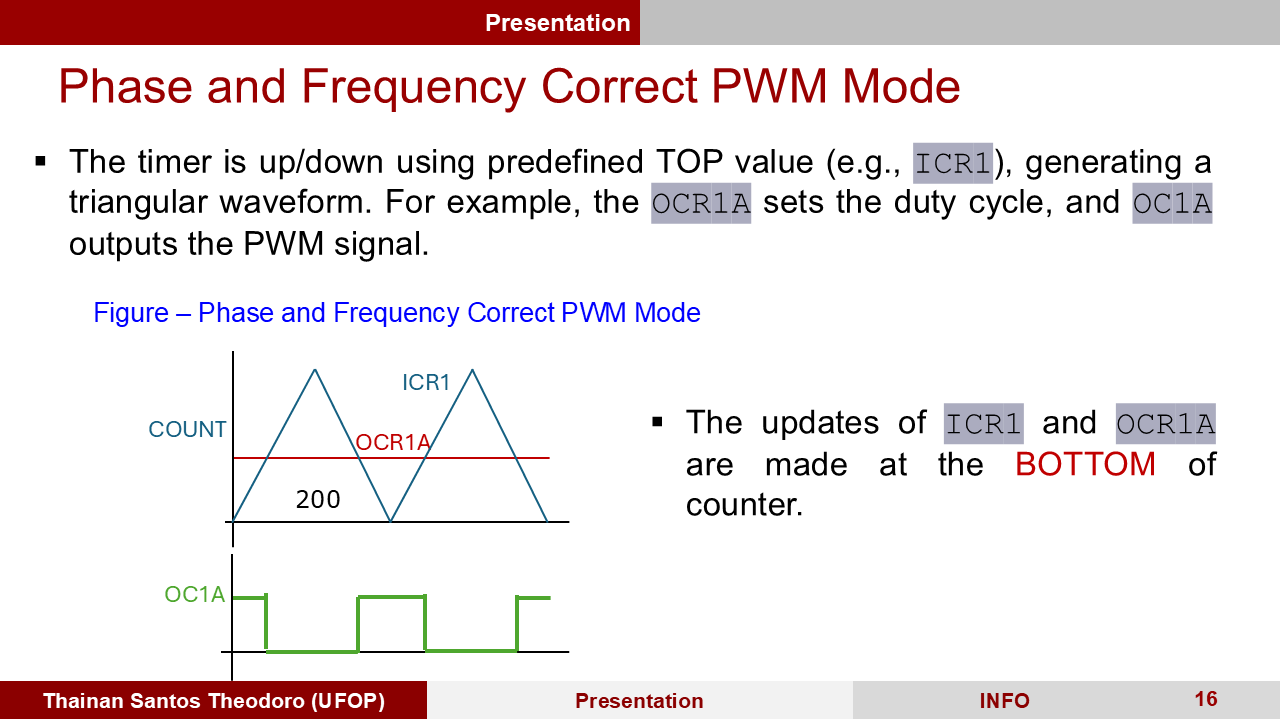 Presentation
Phase and Frequency Correct PWM Mode
▪ The timer is up/down using predefined TOP value (e.g., ICR1), generating a
triangular waveform. For example, the OCR1A sets the duty cycle, and OC1A
outputs the PWM signal.
Figure – Phase and Frequency Correct PWM Mode
ICR1
COUNT
OCR1A
200
OC1A
▪ The updates of ICR1 and OCR1A
are made at the BOTTOM of
counter.
Thainan Santos Theodoro (UFOP)
Presentation
INFO
16